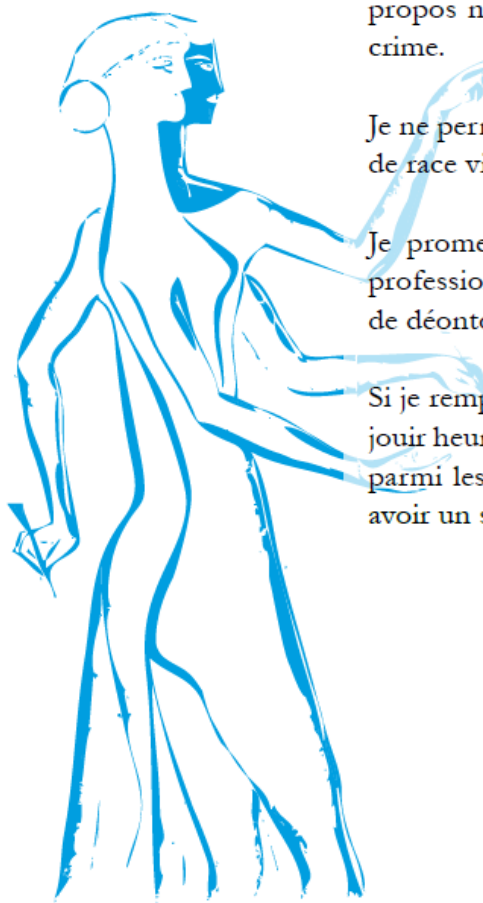 propos n
crime.
Je ne perr
de race vi
Je prome
professio
de déonto
Si je remp
jouir heur
parmi les
avoir un s